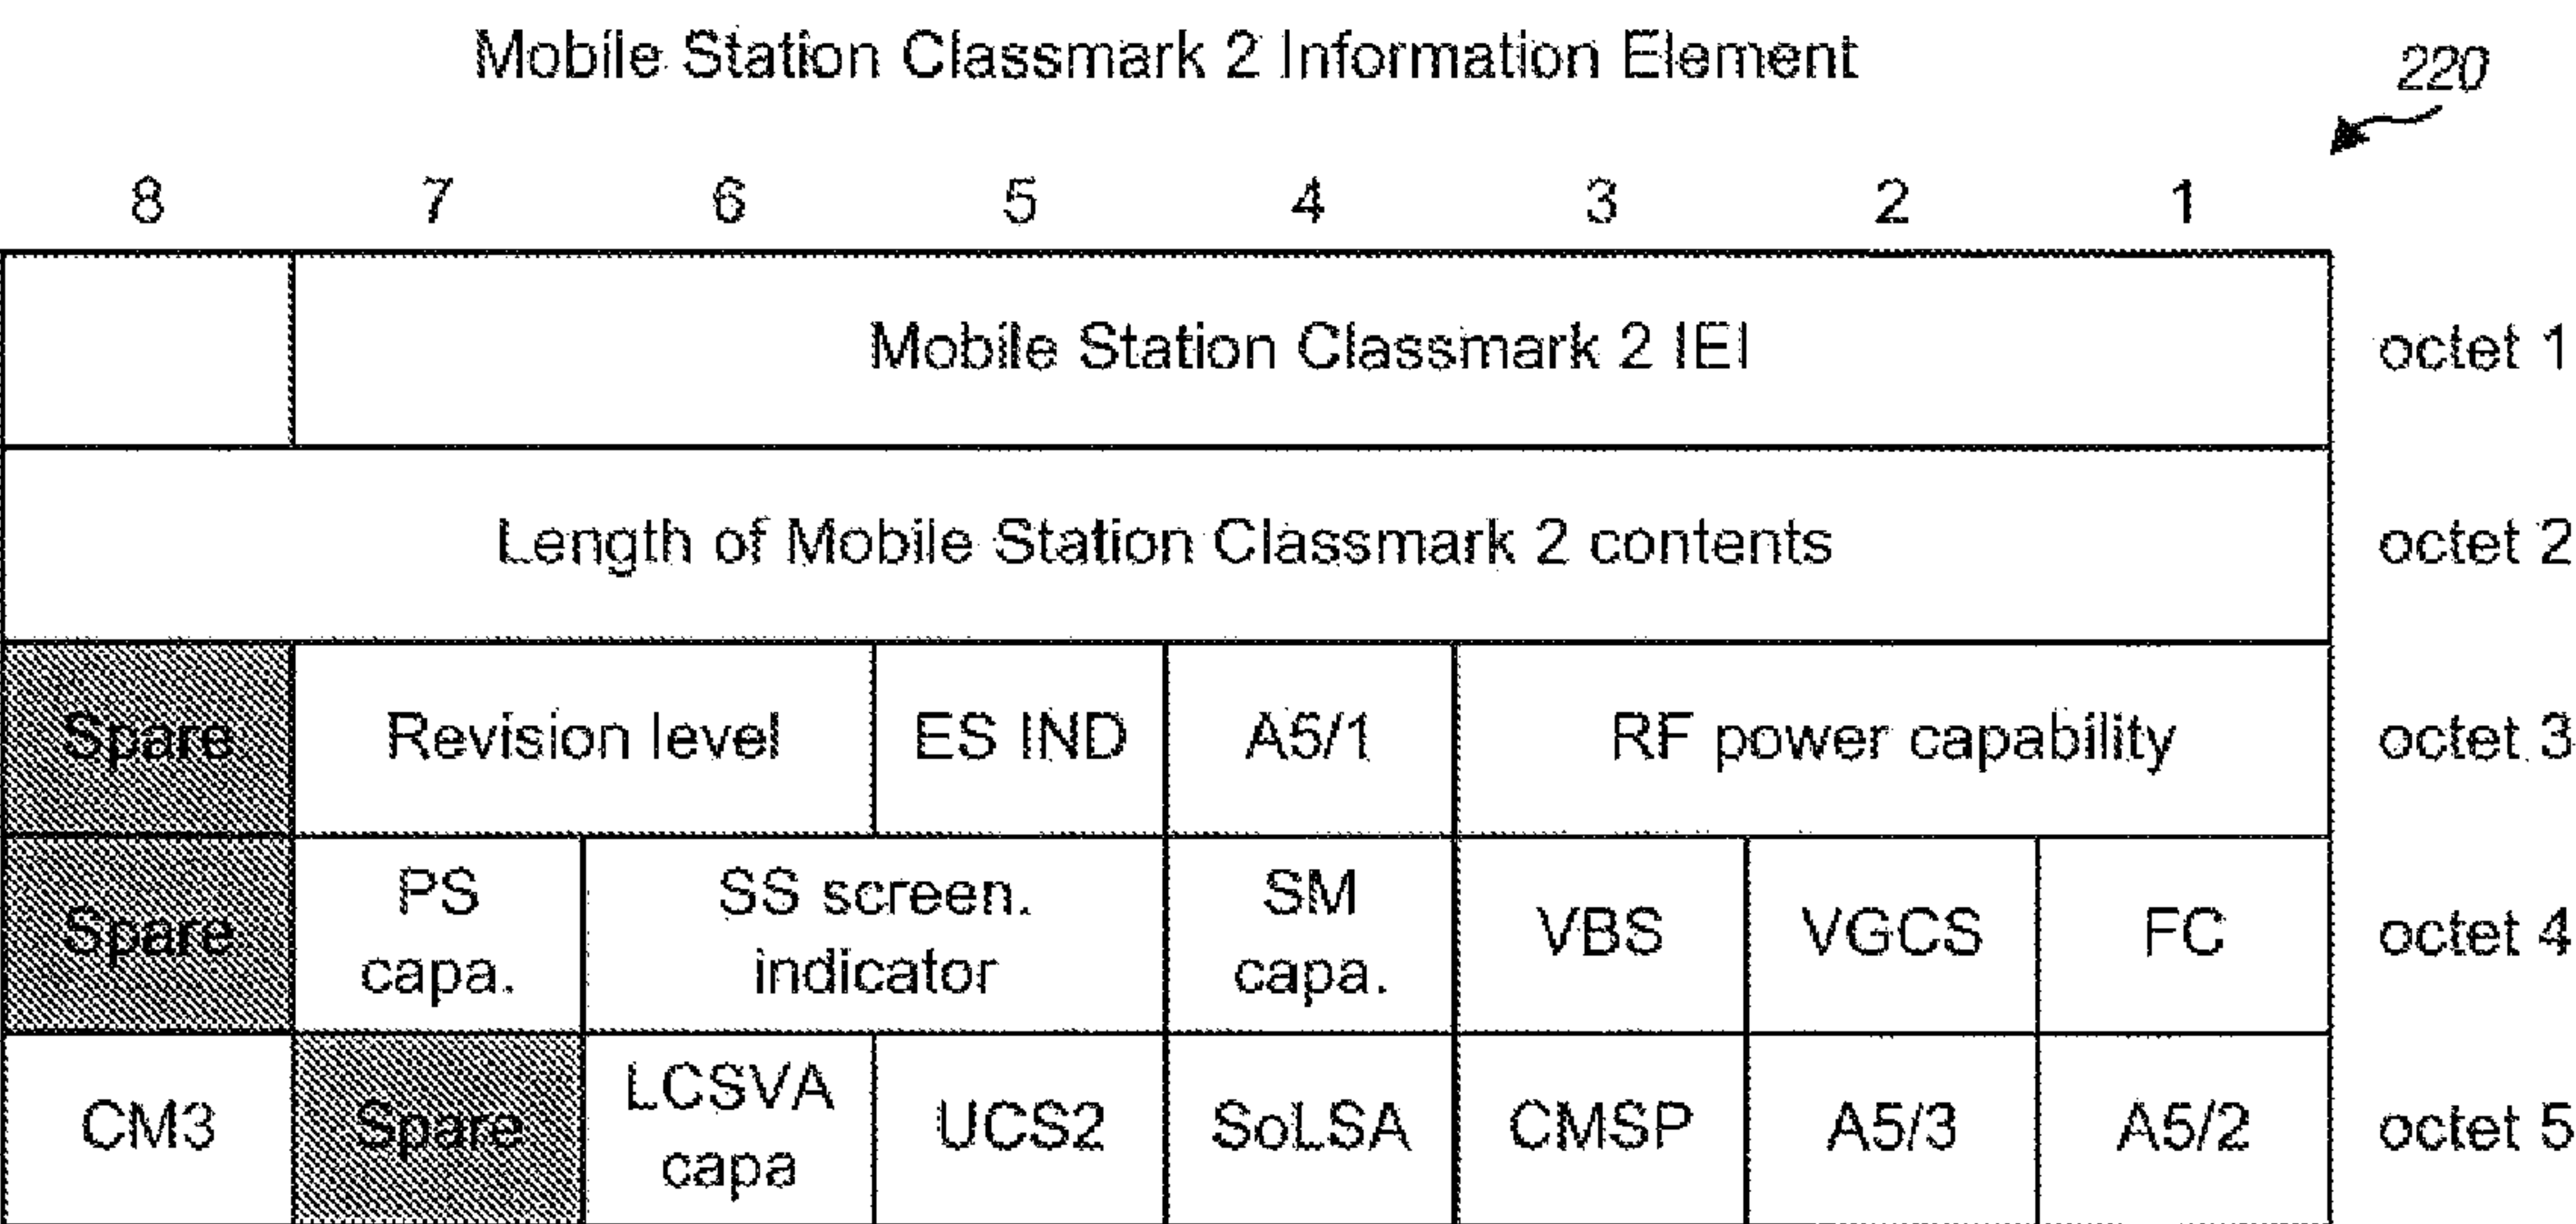 Mobile Station Classmark 2 Information Element
220
8 7 6 5 4 3 2 1
Mobile Station Classmark 2 IEI octet 1
Length of Mobile Station Classmark 2 contents octet 2
Spare Revision level ES IND A5/1 RF power capability octet 3
Spare PS capa. SS screen. indicator SM capa. VBS VGCS FC octet 4
CM3 Spare LCSVA capa UCS2 SoLSA CMSP A5/3 A5/2 octet 5